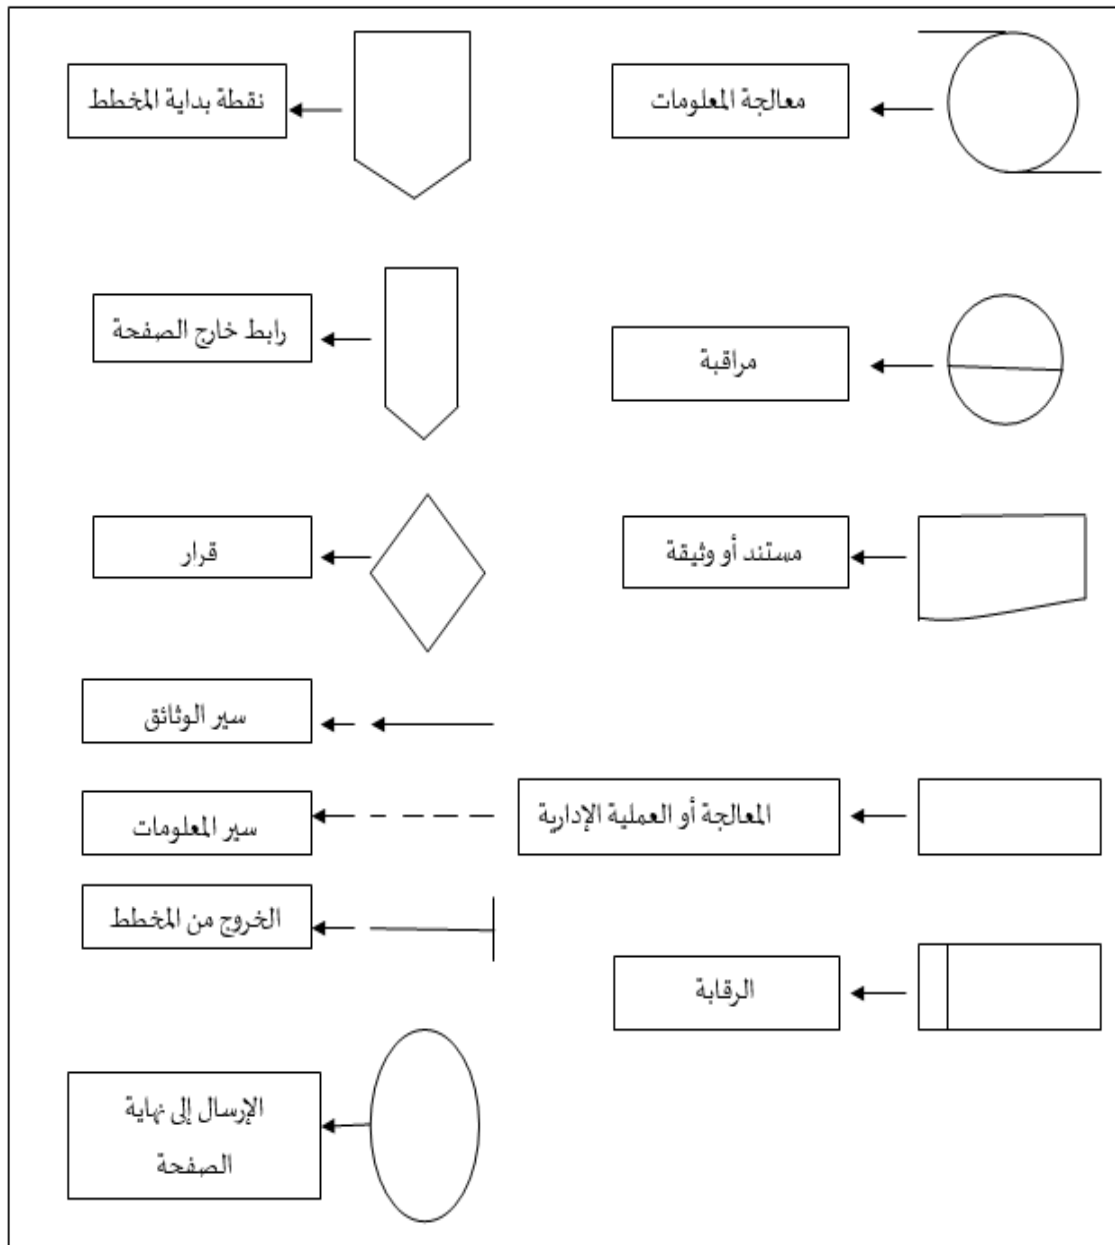 معالجة المعلومات
نقطة بداية المخطط
رابط خارج الصفحة
مراقبة
مستند أو وثيقة
قرار
سير الوثائق
المعالجة أو العملية الإدارية
سير المعلومات
الخروج من المخطط
الرقابة
الإرسال إلى نهاية
الصفحة